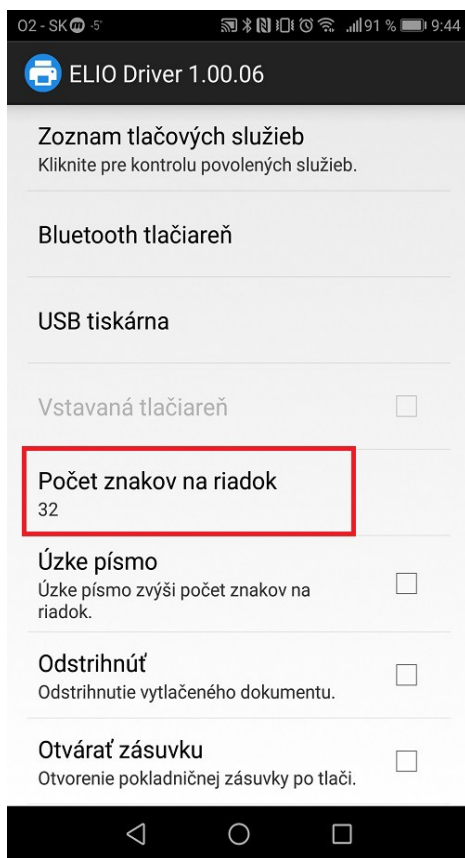 O2 - SK -5° 91 % 9:44
ELIO Driver 1.00.06
Zoznam tlačových služieb
Kliknite pre kontrolu povolených služieb.
Bluetooth tlačiareň
USB tiskárna
Vstavaná tlačiareň
Počet znakov na riadok
32
Úzke písmo
Úzke písmo zvýši počet znakov na
riadok.
Odstrihnúť
Odstrihnutie vytlačeného dokumentu.
Otvárať zásuvku
Otvorenie pokladničnej zásuvky po tlači.